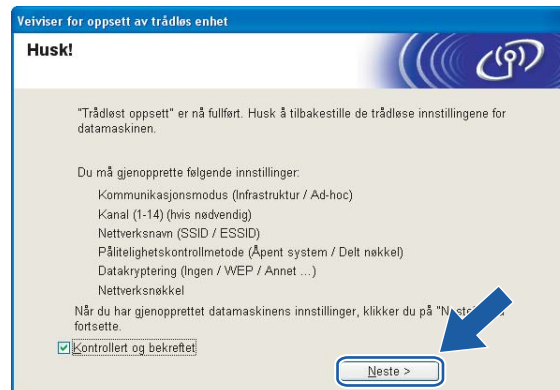 Veiviser for oppsett av trådløs enhet
Husk!
"Trådløst oppsett" er nå fullført. Husk å tilbakestille de trådløse innstillingene for
datamaskinen.
Du må gjenopprette følgende innstillinger:
Kommunikasjonsmodus (Infrastruktur / Ad-hoc)
Kanal (1-14) (hvis nødvendig)
Nettverksnavn (SSID / ESSID)
Pålitelighetskontrollmetode (Åpent system / Delt nøkkel)
Datakryptering (Ingen / WEP / Annet ...)
Nettverksnøkkel
Når du har gjenopprettet datamaskinens innstillinger, klikker du på
fortsette.
Kontrollert og bekreftet
Neste >